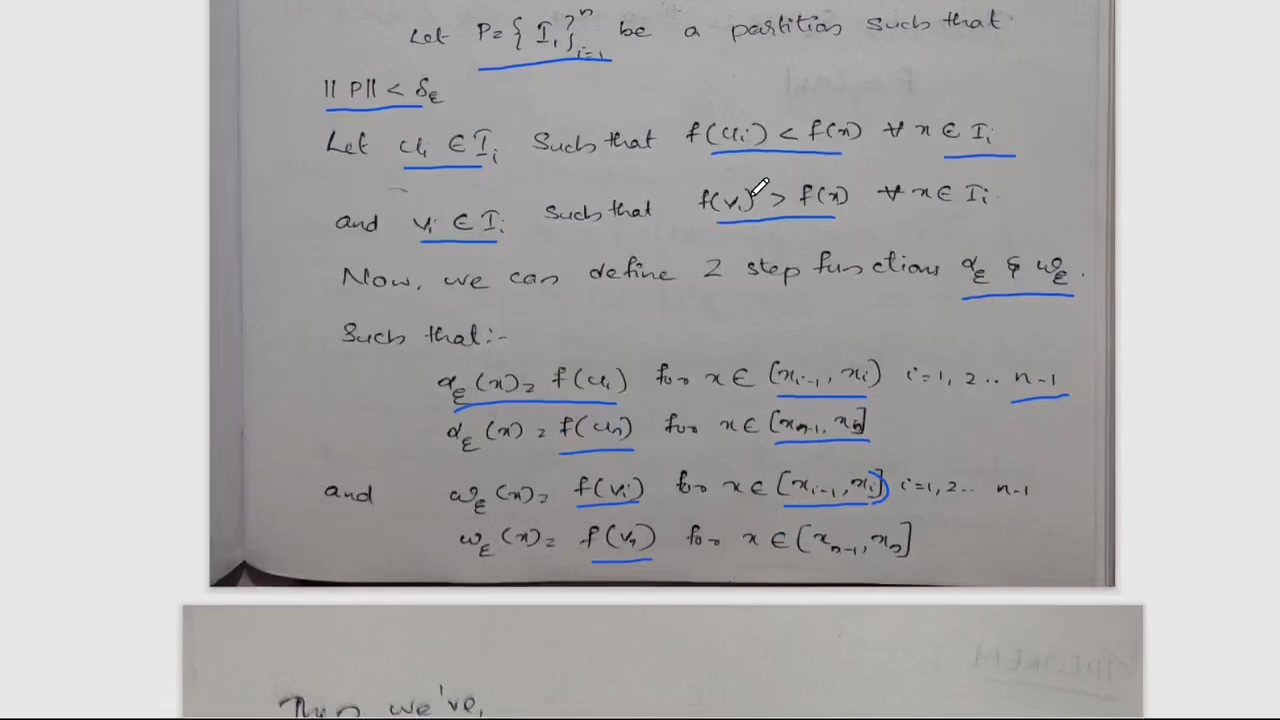 Let P = { I_i }_{i=1}^n be a partition such that
|| P || < δ_ε
Let u_i ∈ I_i such that f(u_i) < f(x) ∀ x ∈ I_i
and v_i ∈ I_i such that f(v_i) > f(x) ∀ x ∈ I_i.
Now, we can define 2 step functions α_ε & ω_ε.
Such that:-
α_ε(x) = f(u_i) for x ∈ [x_{i-1}, x_i) i=1, 2.. n-1
α_ε(x) = f(u_n) for x ∈ [x_{n-1}, x_n]
and ω_ε(x) = f(v_i) for x ∈ [x_{i-1}, x_i) i=1, 2.. n-1
ω_ε(x) = f(v_n) for x ∈ [x_{n-1}, x_n]
Then we've,